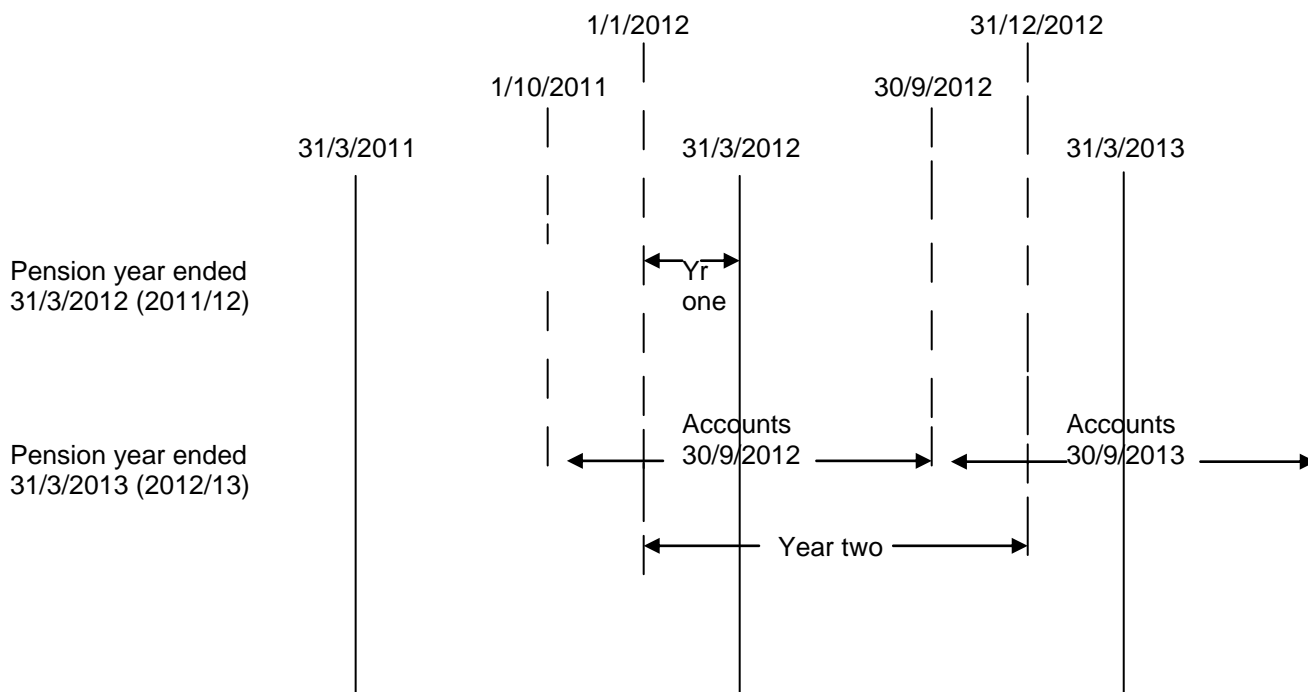 1/1/2012
31/12/2012
1/10/2011
30/9/2012
31/3/2011
31/3/2012
31/3/2013
Pension year ended
31/3/2012 (2011/12)
Yr
one
Pension year ended
31/3/2013 (2012/13)
Accounts
30/9/2012
Accounts
30/9/2013
Year two